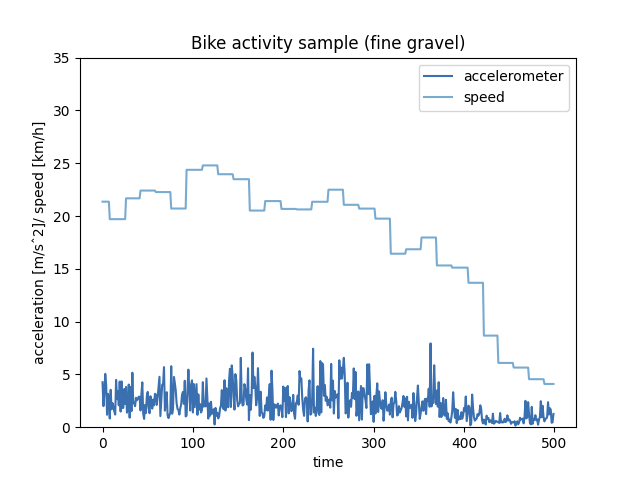 Bike activity sample (fine gravel)
accelerometer
speed
acceleration [m/sˆ2]/ speed [km/h]
35
30
25
20
15
10
5
0
0 100 200 300 400 500
time